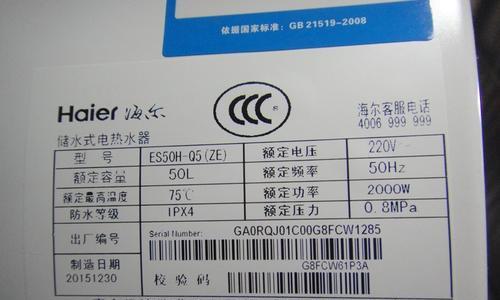 依据国家标准：GB 21519-2008
Haier 海尔
CCC
®
海尔客服电话
4006 999 999
储水式电热水器
型 号 ES50H-Q5(ZE) 额定电压 220V~
额定容量 50L 额定频率 50Hz
额定最高温度 75℃ 额定功率 2000W
防水等级 IPX4 额定压力 0.8MPa
出厂编号 Serial Number: GA0RQJ01C00G8FCW1285
制造日期 20151230 校验码 G8FCW61P3A